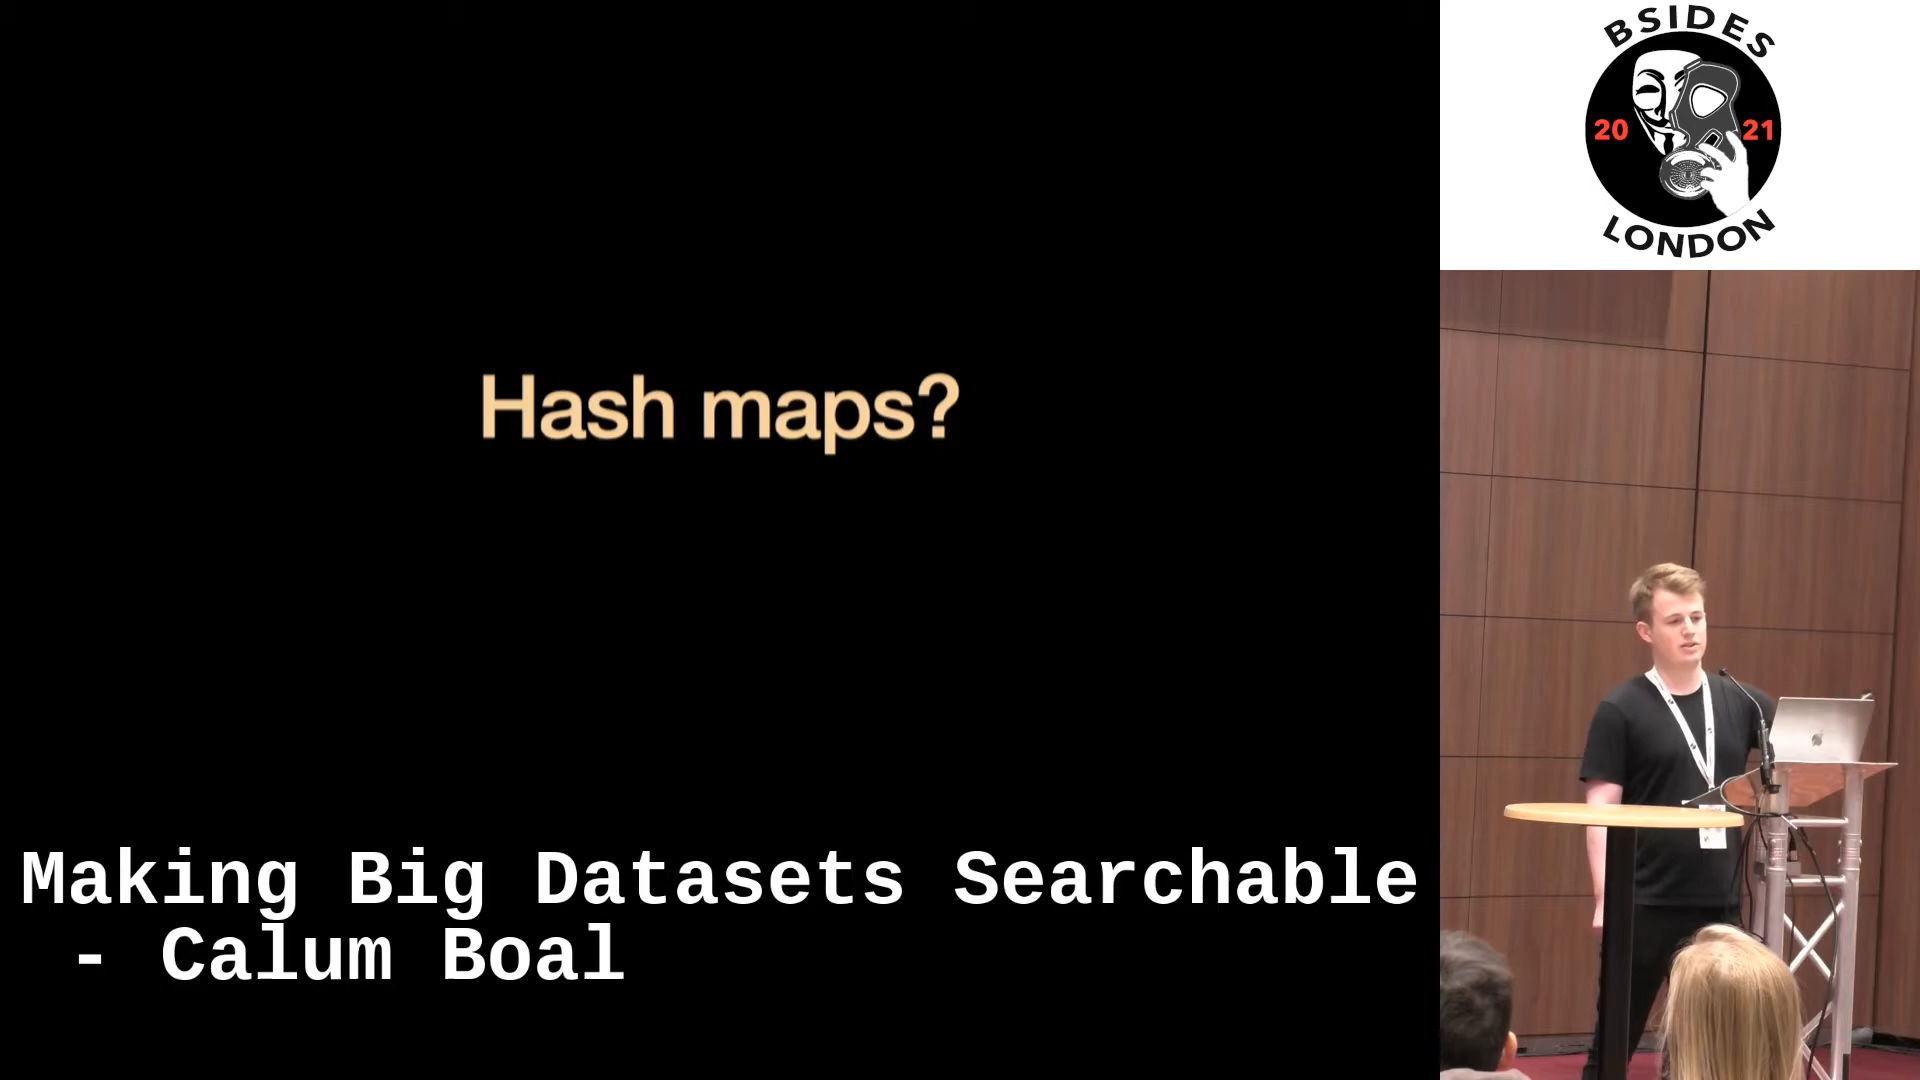 Hash maps?
Making Big Datasets Searchable
- Calum Boal
BSIDES
20 21
LONDON